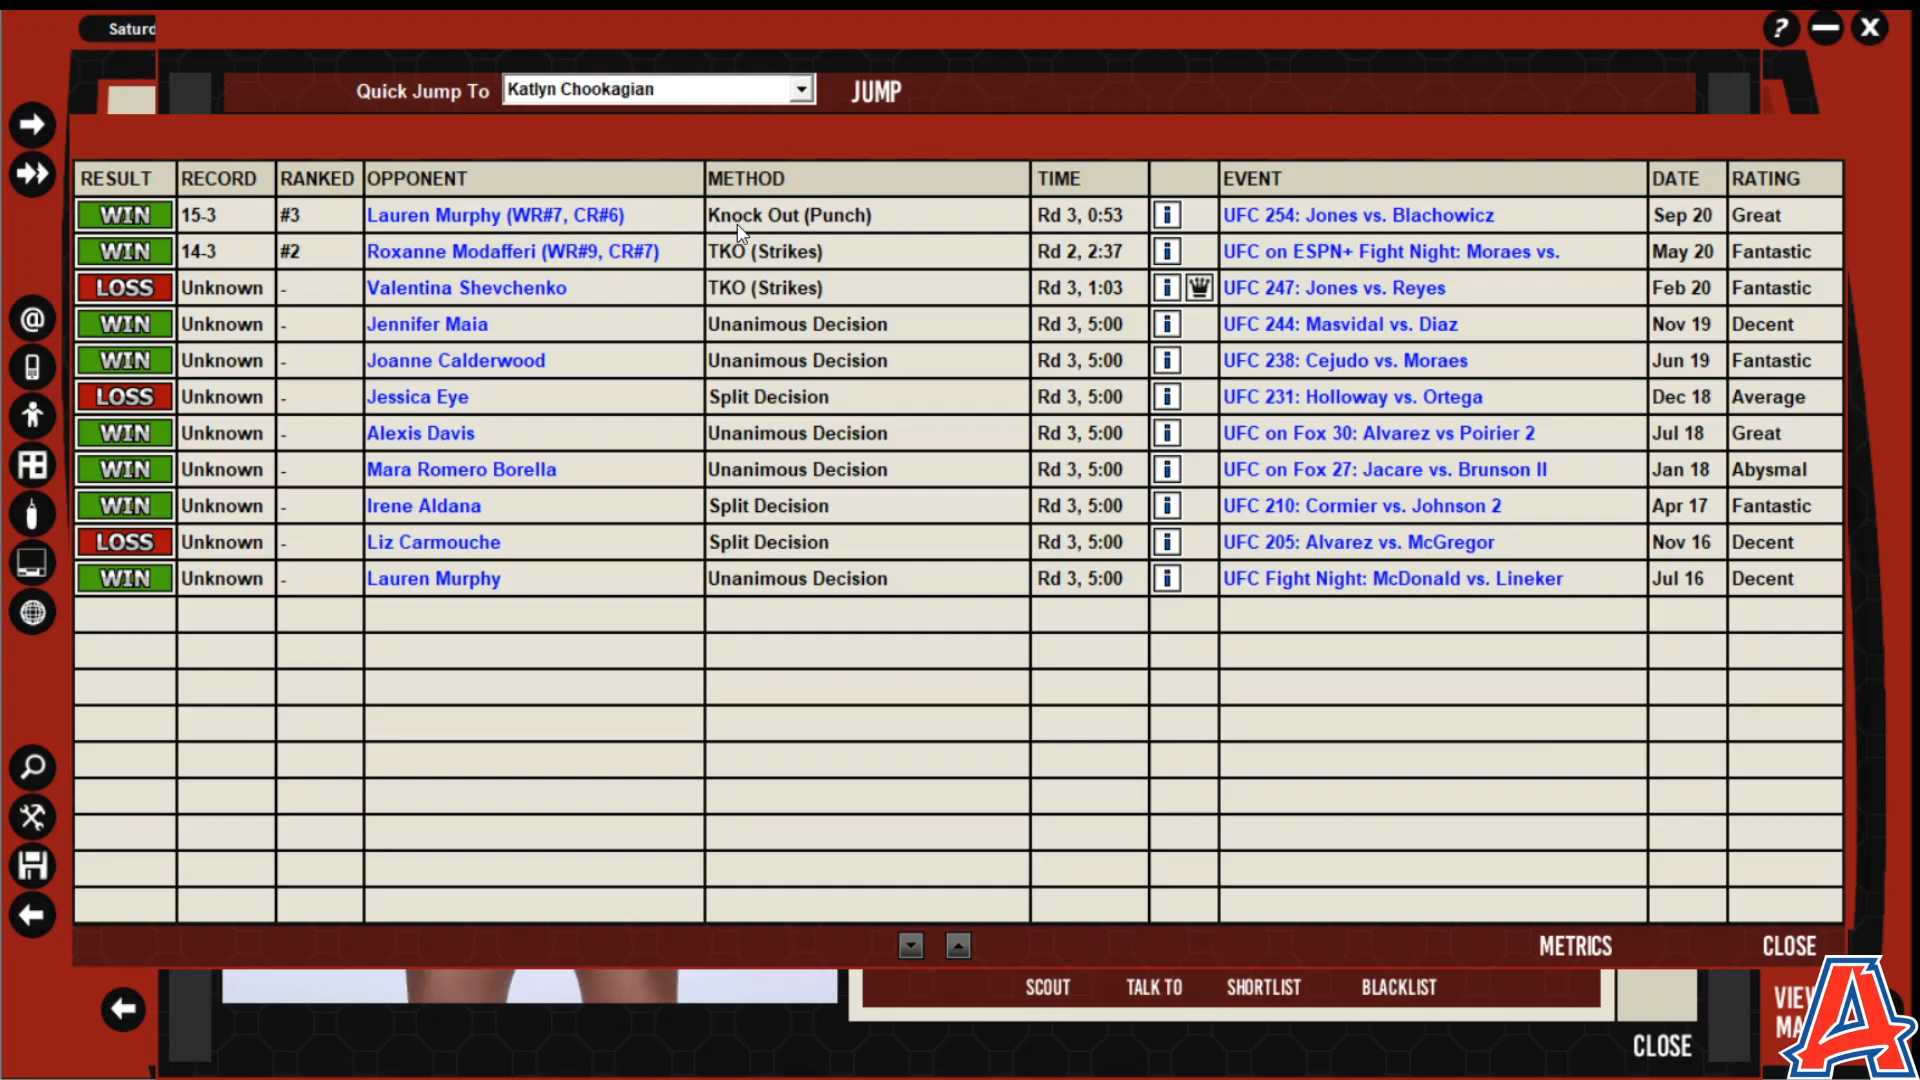 Saturd
?
X
Quick Jump To Katlyn Chookagian JUMP
RESULT RECORD RANKED OPPONENT METHOD TIME EVENT DATE RATING
WIN 15-3 #3 Lauren Murphy (WR#7, CR#6) Knock Out (Punch) Rd 3, 0:53 i UFC 254: Jones vs. Blachowicz Sep 20 Great
WIN 14-3 #2 Roxanne Modafferi (WR#9, CR#7) TKO (Strikes) Rd 2, 2:37 i UFC on ESPN+ Fight Night: Moraes vs. May 20 Fantastic
LOSS Unknown - Valentina Shevchenko TKO (Strikes) Rd 3, 1:03 i UFC 247: Jones vs. Reyes Feb 20 Fantastic
WIN Unknown - Jennifer Maia Unanimous Decision Rd 3, 5:00 i UFC 244: Masvidal vs. Diaz Nov 19 Decent
WIN Unknown - Joanne Calderwood Unanimous Decision Rd 3, 5:00 i UFC 238: Cejudo vs. Moraes Jun 19 Fantastic
LOSS Unknown - Jessica Eye Split Decision Rd 3, 5:00 i UFC 231: Holloway vs. Ortega Dec 18 Average
WIN Unknown - Alexis Davis Unanimous Decision Rd 3, 5:00 i UFC on Fox 30: Alvarez vs Poirier 2 Jul 18 Great
WIN Unknown - Mara Romero Borella Unanimous Decision Rd 3, 5:00 i UFC on Fox 27: Jacare vs. Brunson II Jan 18 Abysmal
WIN Unknown - Irene Aldana Split Decision Rd 3, 5:00 i UFC 210: Cormier vs. Johnson 2 Apr 17 Fantastic
LOSS Unknown - Liz Carmouche Split Decision Rd 3, 5:00 i UFC 205: Alvarez vs. McGregor Nov 16 Decent
WIN Unknown - Lauren Murphy Unanimous Decision Rd 3, 5:00 i UFC Fight Night: McDonald vs. Lineker Jul 16 Decent
METRICS CLOSE
SCOUT TALK TO SHORTLIST BLACKLIST
VIEW
MA
CLOSE
A